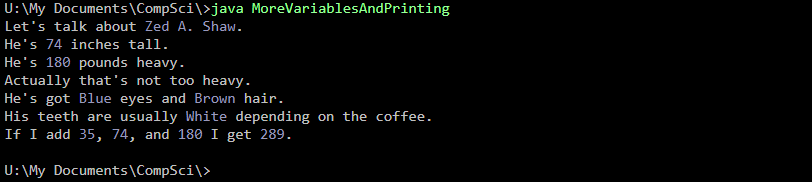 U:\My Documents\CompSci\>java MoreVariablesAndPrinting
Let's talk about Zed A. Shaw.
He's 74 inches tall.
He's 180 pounds heavy.
Actually that's not too heavy.
He's got Blue eyes and Brown hair.
His teeth are usually White depending on the coffee.
If I add 35, 74, and 180 I get 289.
U:\My Documents\CompSci\>